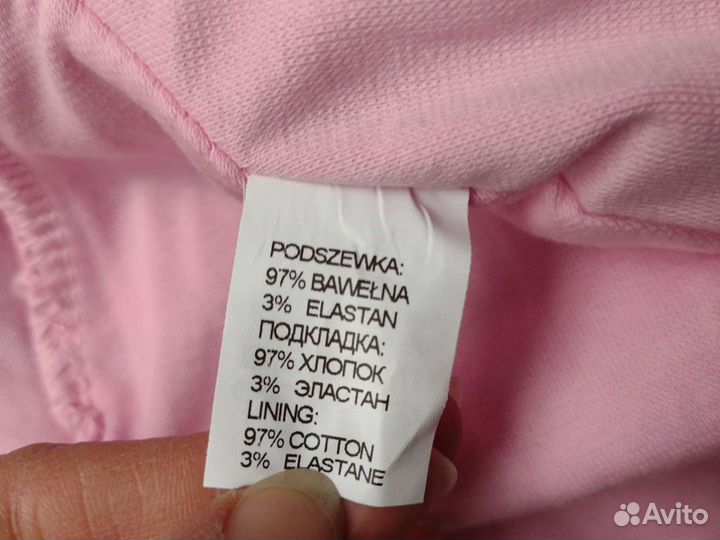 PODSZEWKA:
97% BAWEŁNA
3% ELASTAN
ПОДКЛАДКА:
97% ХЛОПОК
3% ЭЛАСТАН
LINING:
97% COTTON
3% ELASTANE
Avito